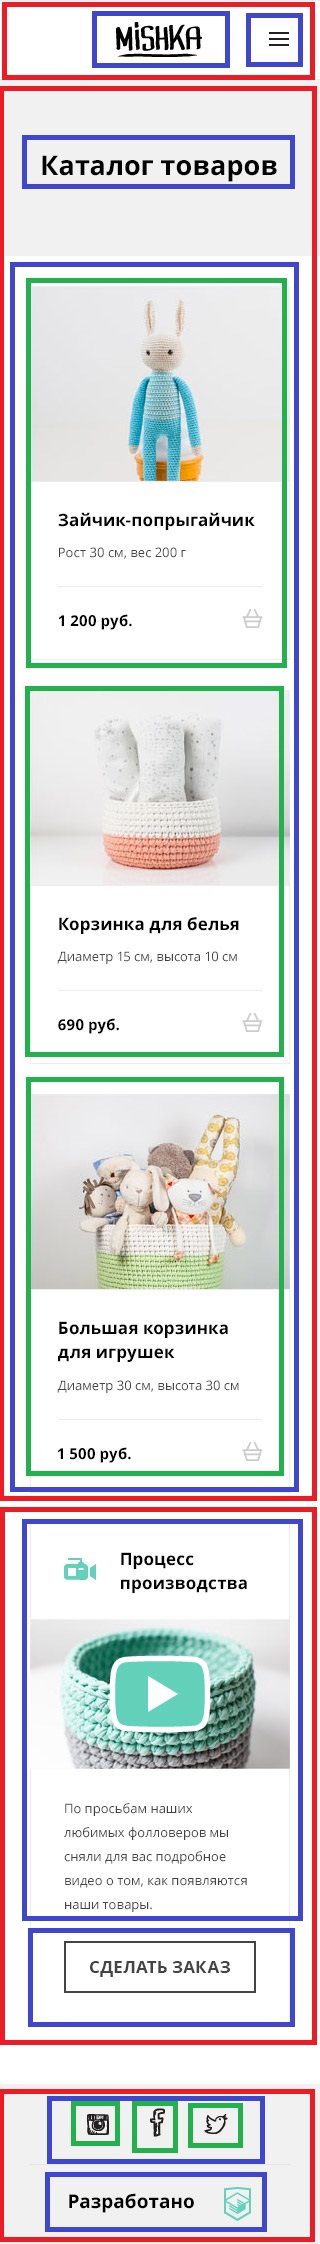 MiSHKA
Каталог товаров
Зайчик-попрыгайчик
Рост 30 см, вес 200 г
1 200 руб.
Корзинка для белья
Диаметр 15 см, высота 10 см
690 руб.
Большая корзинка
для игрушек
Диаметр 30 см, высота 30 см
1 500 руб.
Процесс
производства
По просьбам наших
любимых фолловеров мы
сняли для вас подробное
видео о том, как появляются
наши товары.
СДЕЛАТЬ ЗАКАЗ
Разработано